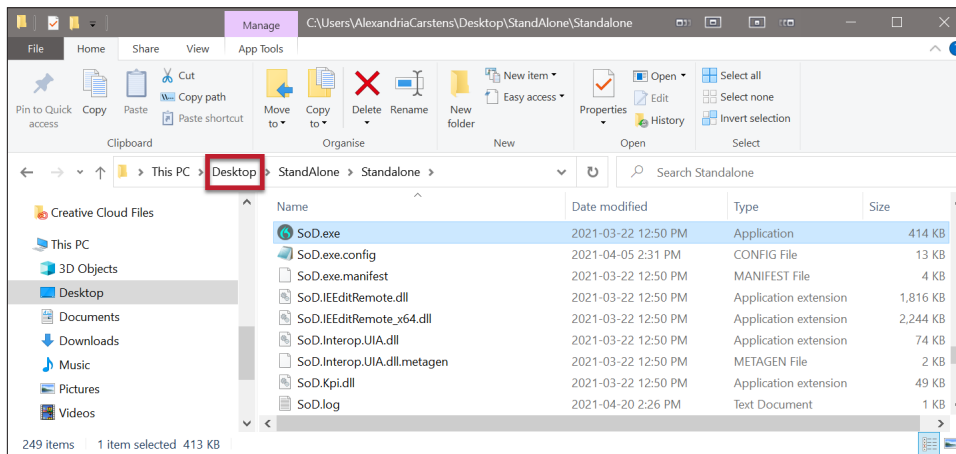 Manage C:\Users\AlexandriaCarstens\Desktop\StandAlone\Standalone
File Home Share View App Tools
Pin to Quick access Copy Paste Cut Copy path Paste shortcut
Clipboard
Move to Copy to Delete Rename
Organise
New folder New item Easy access
New
Properties Open Edit History
Open
Select all Select none Invert selection
Select
This PC Desktop StandAlone Standalone Search Standalone
Creative Cloud Files
This PC
3D Objects
Desktop
Documents
Downloads
Music
Pictures
Videos
Name Date modified Type Size
SoD.exe 2021-03-22 12:50 PM Application 414 KB
SoD.exe.config 2021-04-05 2:31 PM CONFIG File 13 KB
SoD.exe.manifest 2021-03-22 12:50 PM MANIFEST File 4 KB
SoD.IEEditRemote.dll 2021-03-22 12:50 PM Application extension 1,816 KB
SoD.IEEditRemote_x64.dll 2021-03-22 12:50 PM Application extension 2,244 KB
SoD.Interop.UIA.dll 2021-03-22 12:50 PM Application extension 74 KB
SoD.Interop.UIA.dll.metagen 2021-03-22 12:50 PM METAGEN File 2 KB
SoD.Kpi.dll 2021-03-22 12:50 PM Application extension 49 KB
SoD.log 2021-04-20 2:26 PM Text Document 1 KB
249 items 1 item selected 413 KB